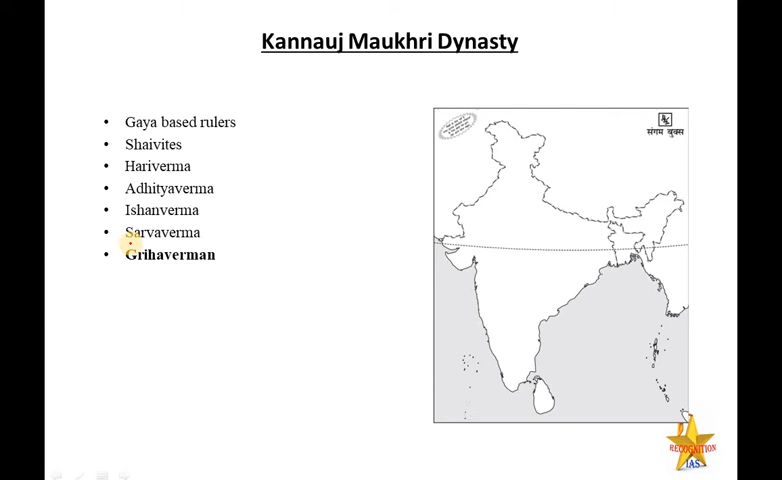 Kannauj Maukhri Dynasty
• Gaya based rulers
• Shaivites
• Hariverma
• Adhityaverma
• Ishanverma
• Sarvaverma
• Grihaverman
संगम बुक्स
RECOGNITION
IAS